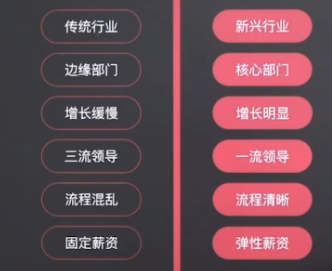 传统行业
新兴行业
边缘部门
核心部门
增长缓慢
增长明显
三流领导
一流领导
流程混乱
流程清晰
固定薪资
弹性薪资